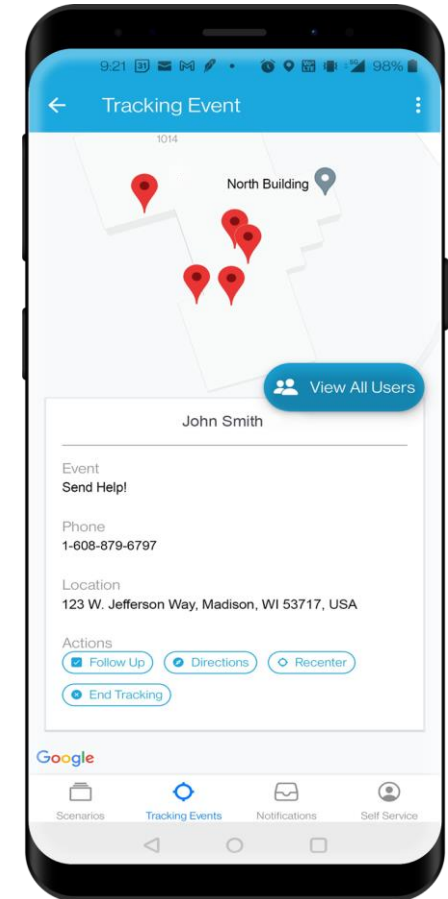 9:21 31 5G 98%
Tracking Event
1014
North Building
View All Users
John Smith
Event
Send Help!
Phone
1-608-879-6797
Location
123 W. Jefferson Way, Madison, WI 53717, USA
Actions
Follow Up Directions Recenter
End Tracking
Google
Scenarios Tracking Events Notifications Self Service